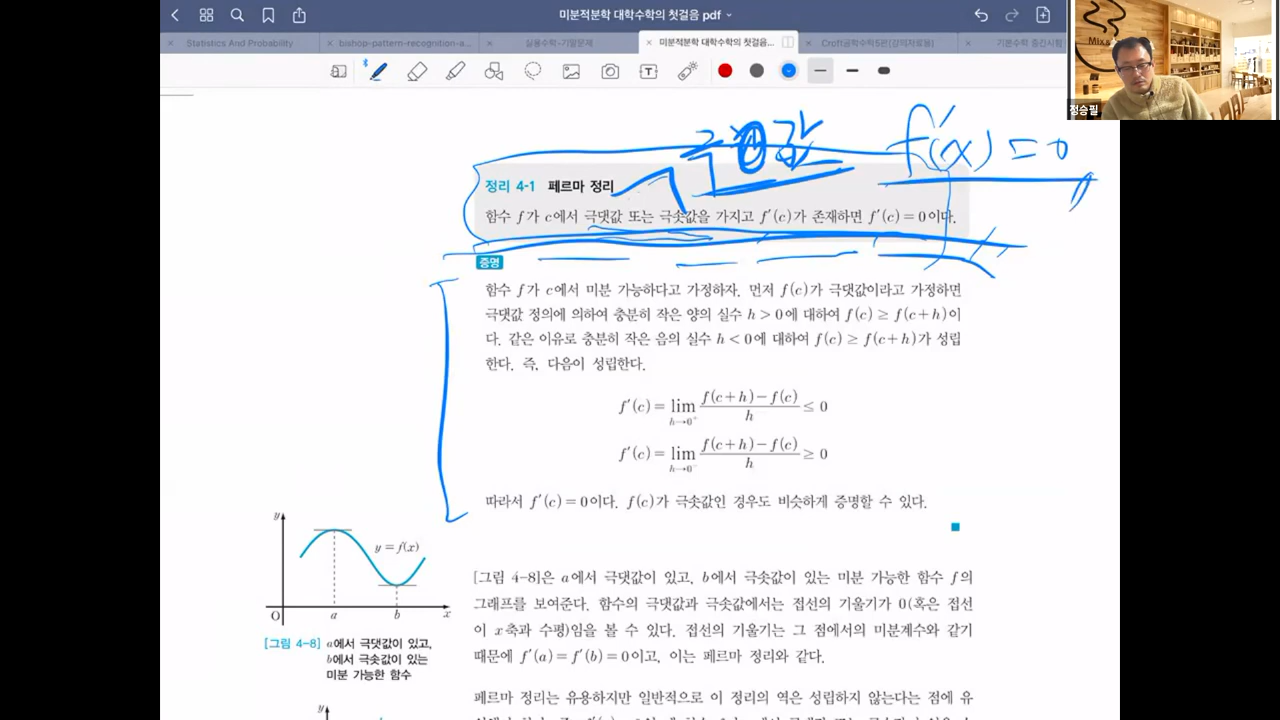 미분적분학 대학수학의 첫걸음 pdf
Statistics And Probability
bishop-pattern-recognition-a...
실용수학-기말문제
미분적분학 대학수학의 첫걸음...
Croft공학수학5판(강의자료용)
기본수학 중간시험
정승필
극 값
f'(x) = 0
정리 4-1 페르마 정리
함수 f가 c에서 극댓값 또는 극솟값을 가지고 f'(c)가 존재하면 f'(c)=0이다.
증명
함수 f가 c에서 미분 가능하다고 가정하자. 먼저 f(c)가 극댓값이라고 가정하면
극댓값 정의에 의하여 충분히 작은 양의 실수 h>0에 대하여 f(c) ≥ f(c+h)이
다. 같은 이유로 충분히 작은 음의 실수 h<0에 대하여 f(c) ≥ f(c+h)가 성립
한다. 즉, 다음이 성립한다.
f'(c) = lim h→0⁺ f(c+h)-f(c) / h ≤ 0
f'(c) = lim h→0⁻ f(c+h)-f(c) / h ≥ 0
따라서 f'(c)=0이다. f(c)가 극솟값인 경우도 비슷하게 증명할 수 있다.
y
y=f(x)
O a b x
[그림 4-8] a에서 극댓값이 있고,
b에서 극솟값이 있는
미분 가능한 함수
[그림 4-8]은 a에서 극댓값이 있고, b에서 극솟값이 있는 미분 가능한 함수 f의
그래프를 보여준다. 함수의 극댓값과 극솟값에서는 접선의 기울기가 0(혹은 접선
이 x축과 수평)임을 볼 수 있다. 접선의 기울기는 그 점에서의 미분계수와 같기
때문에 f'(a)=f'(b)=0이고, 이는 페르마 정리와 같다.
페르마 정리는 유용하지만 일반적으로 이 정리의 역은 성립하지 않는다는 점에 유
y